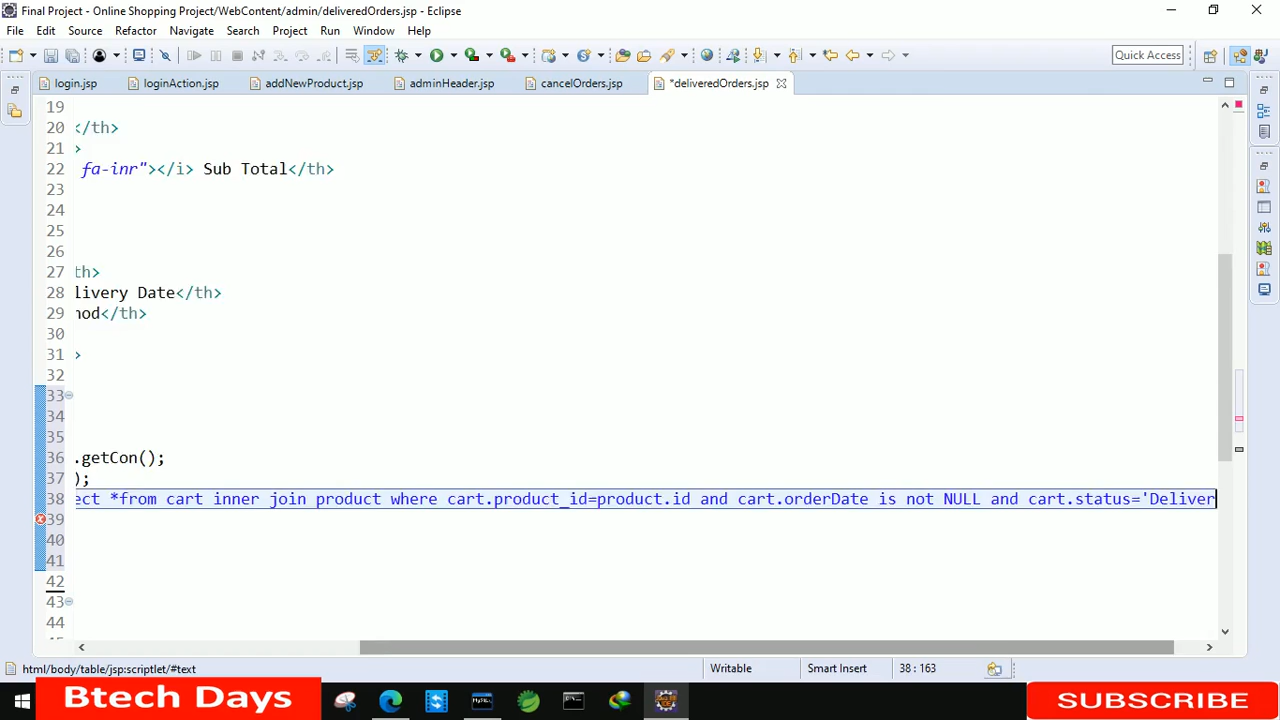 Final Project - Online Shopping Project/WebContent/admin/deliveredOrders.jsp - Eclipse
File Edit Source Refactor Navigate Search Project Run Window Help
Quick Access
login.jsp loginAction.jsp addNewProduct.jsp adminHeader.jsp cancelOrders.jsp *deliveredOrders.jsp
19
20 </th>
21 >
22 fa-inr"></i> Sub Total</th>
23
24
25
26
27 th>
28 livery Date</th>
29 nod</th>
30
31 >
32
33
34
35
36 .getCon();
37 );
38 ect *from cart inner join product where cart.product_id=product.id and cart.orderDate is not NULL and cart.status='Deliver
39
40
41
42
43
44
html/body/table/jsp:scriptlet/#text Writable Smart Insert 38 : 163
Btech Days
SUBSCRIBE